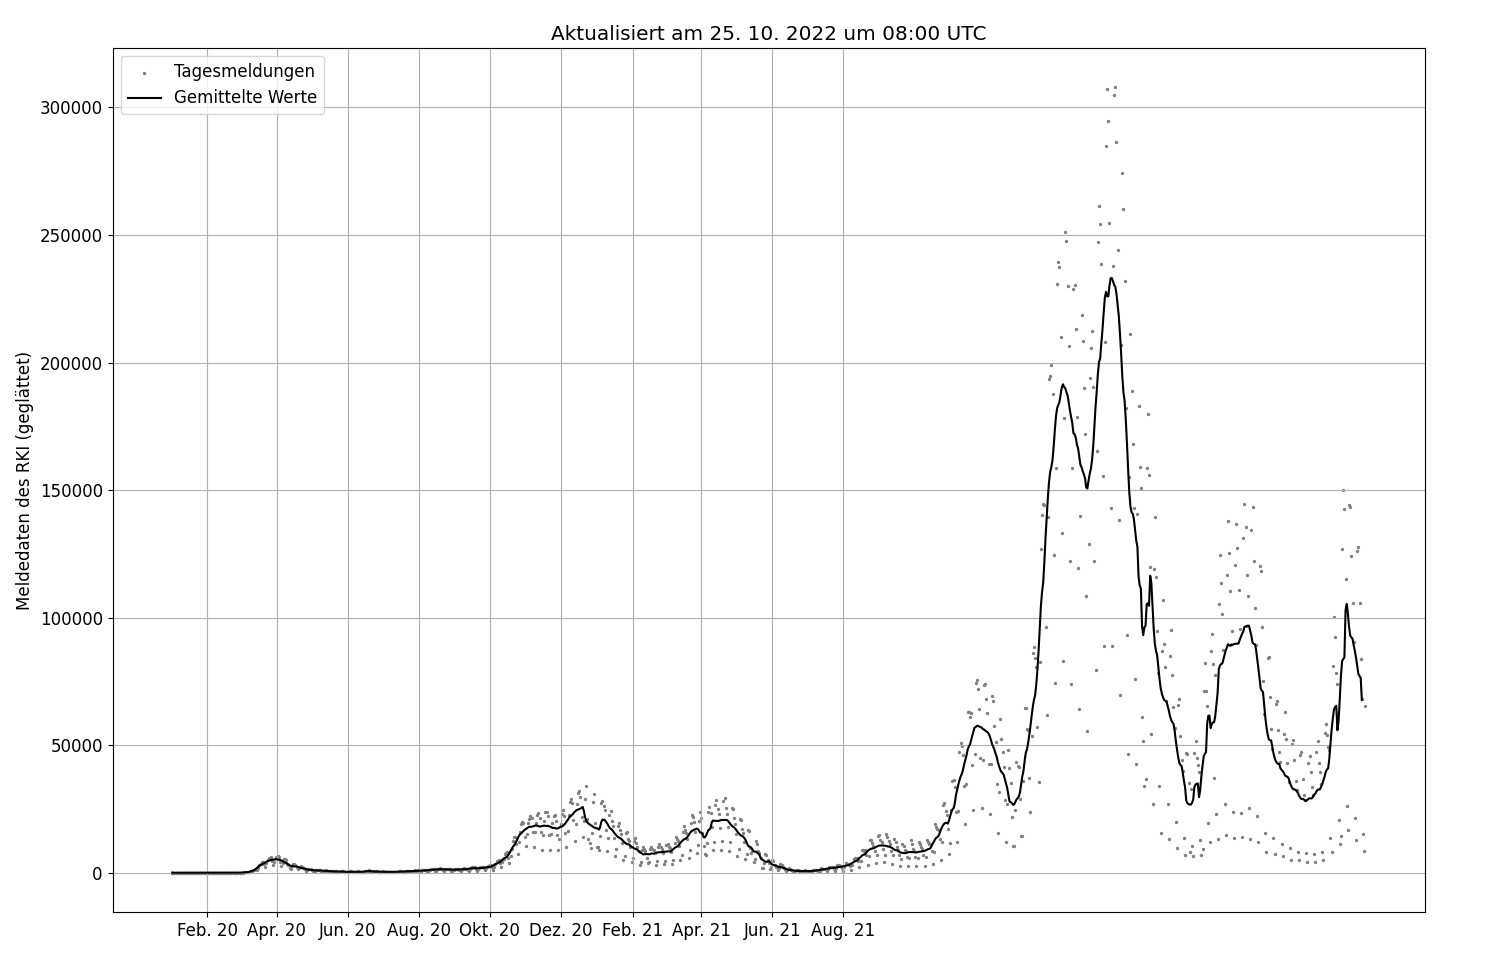 Aktualisiert am 25. 10. 2022 um 08:00 UTC
Tagesmeldungen
Gemittelte Werte
Meldedaten des RKI (geglättet)
300000
250000
200000
150000
100000
50000
0
Feb. 20 Apr. 20 Jun. 20 Aug. 20 Okt. 20 Dez. 20 Feb. 21 Apr. 21 Jun. 21 Aug. 21